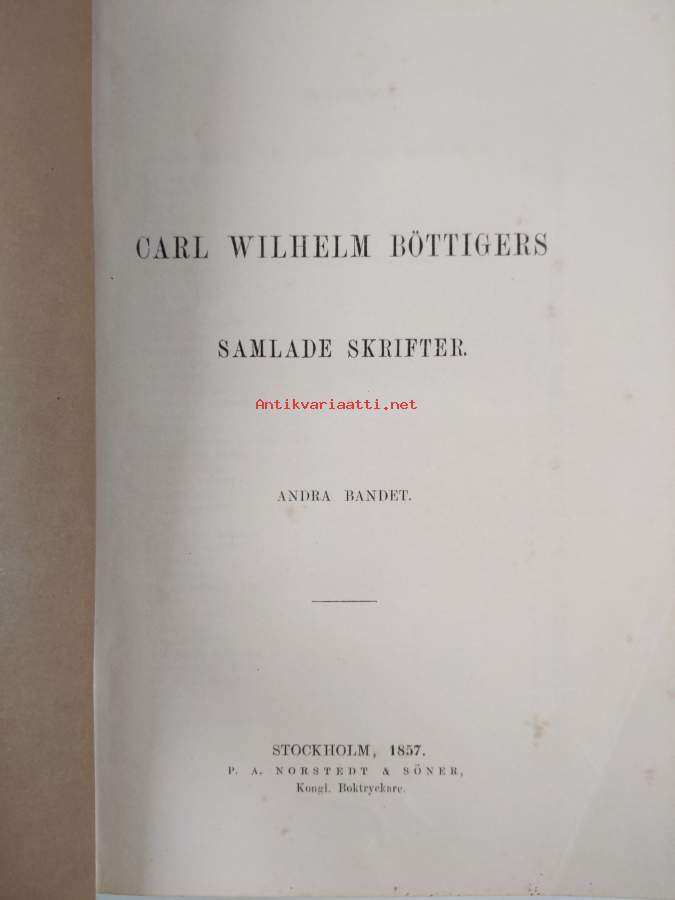 CARL WILHELM BÖTTIGERS
SAMLADE SKRIFTER.
Antikvariaatti.net
ANDRA BANDET.
STOCKHOLM, 1857.
P. A. NORSTEDT & SÖNER,
Kongl. Boktryckare.